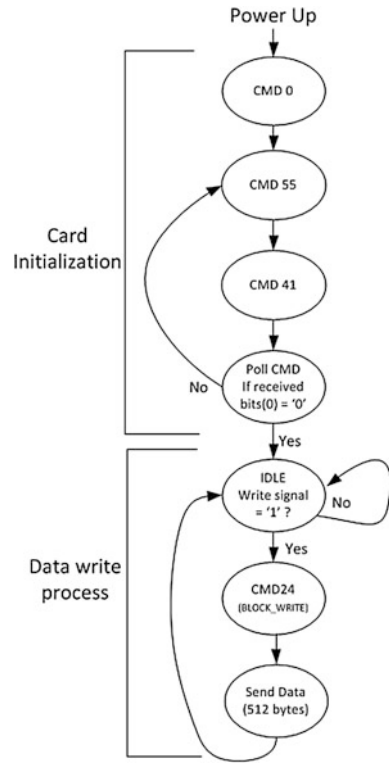 Power Up
CMD 0
CMD 55
Card
Initialization
CMD 41
Poll CMD
If received
bits(0) = ‘0’
No
Yes
IDLE
Write signal
= ‘1’ ?
No
Yes
Data write
process
CMD24
(BLOCK_WRITE)
Send Data
(512 bytes)